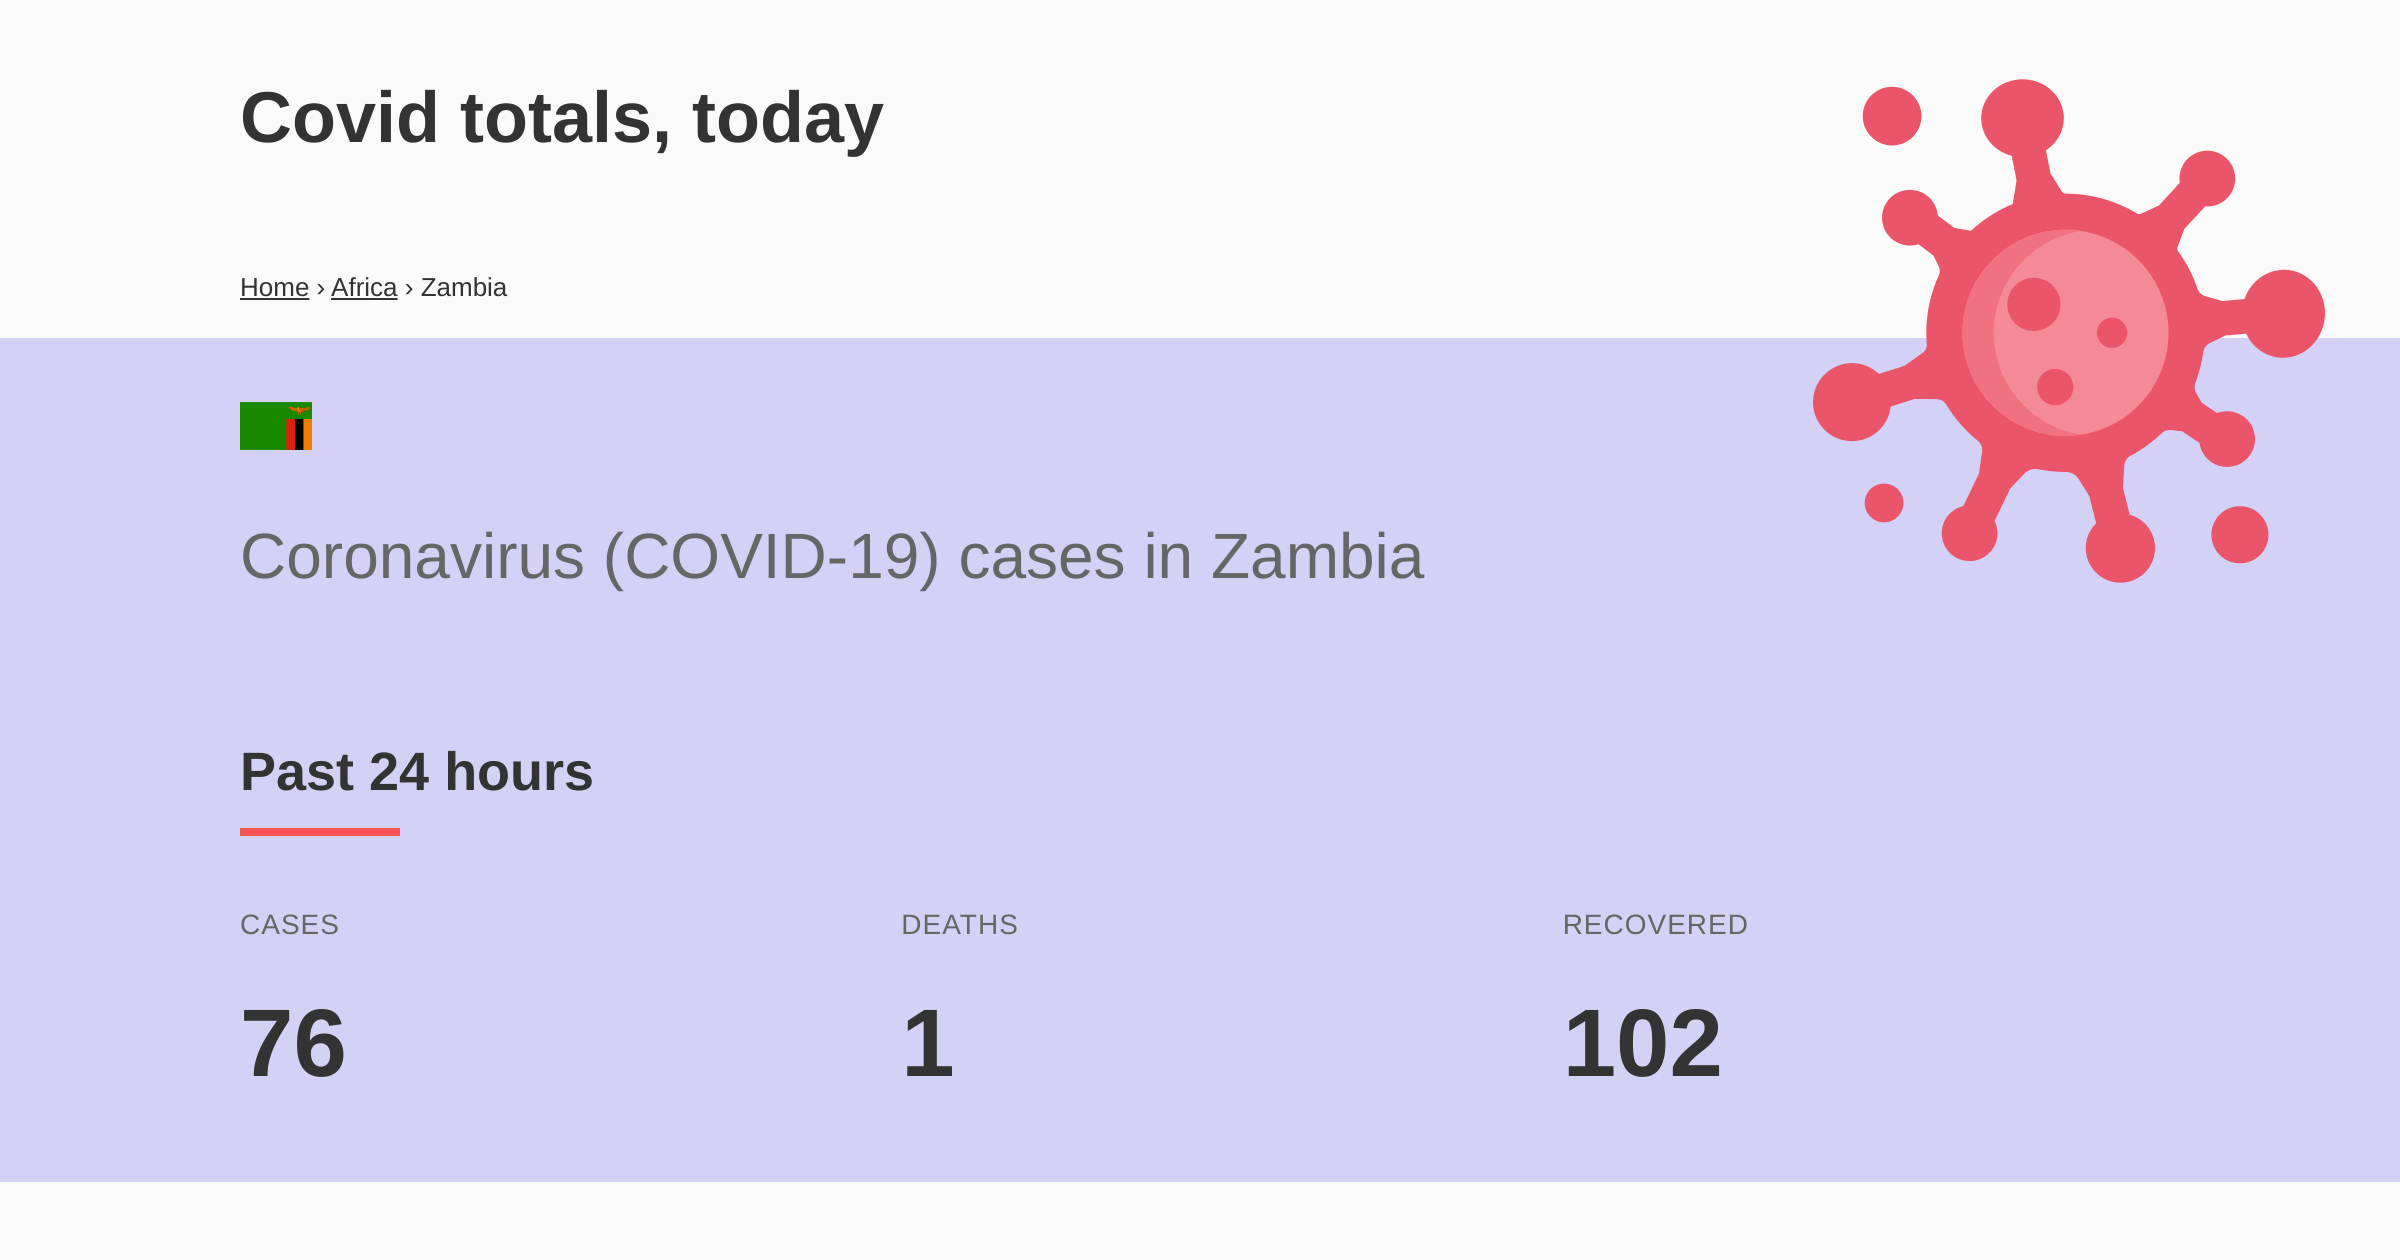 Covid totals, today
Home › Africa › Zambia
Coronavirus (COVID-19) cases in Zambia
Past 24 hours
CASES DEATHS RECOVERED
76 1 102